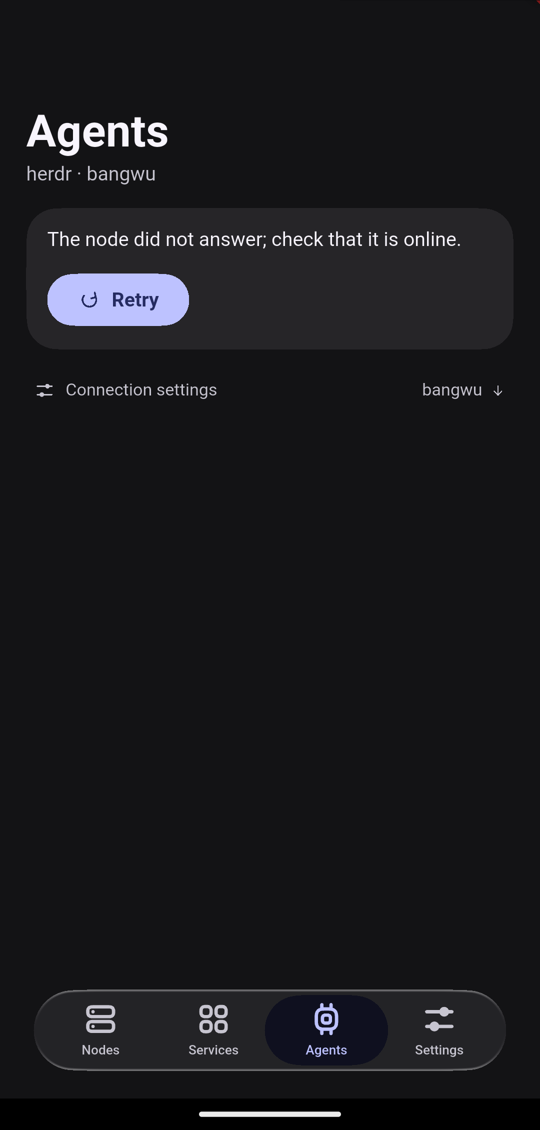 Agents
herdr · bangwu
The node did not answer; check that it is online.
Retry
Connection settings
bangwu ↓
Nodes
Services
Agents
Settings